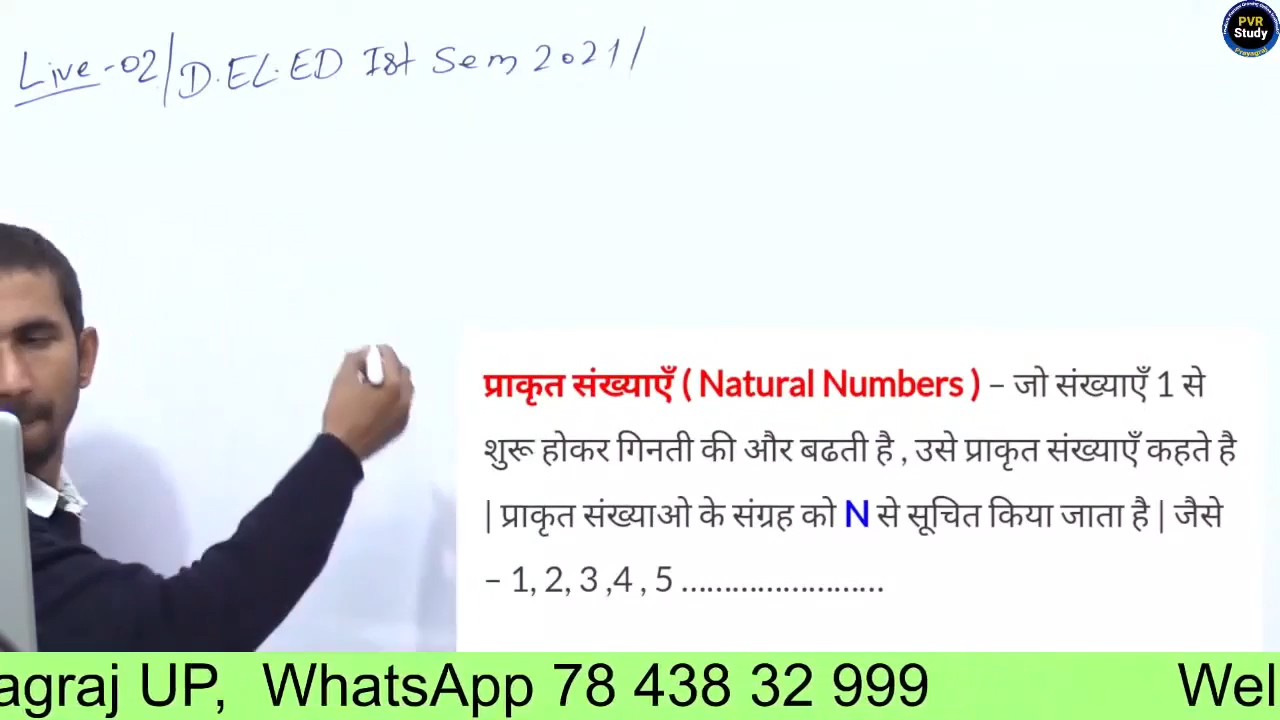 Live-02/D.EL.ED Ist Sem 2021/
PVR
Study
Prayagraj
प्राकृत संख्याएँ ( Natural Numbers ) – जो संख्याएँ 1 से
शुरू होकर गिनती की और बढती है , उसे प्राकृत संख्याएँ कहते है
| प्राकृत संख्याओ के संग्रह को N से सूचित किया जाता है | जैसे
– 1, 2, 3 ,4 , 5 ........................
agraj UP, WhatsApp 78 438 32 999 Wel